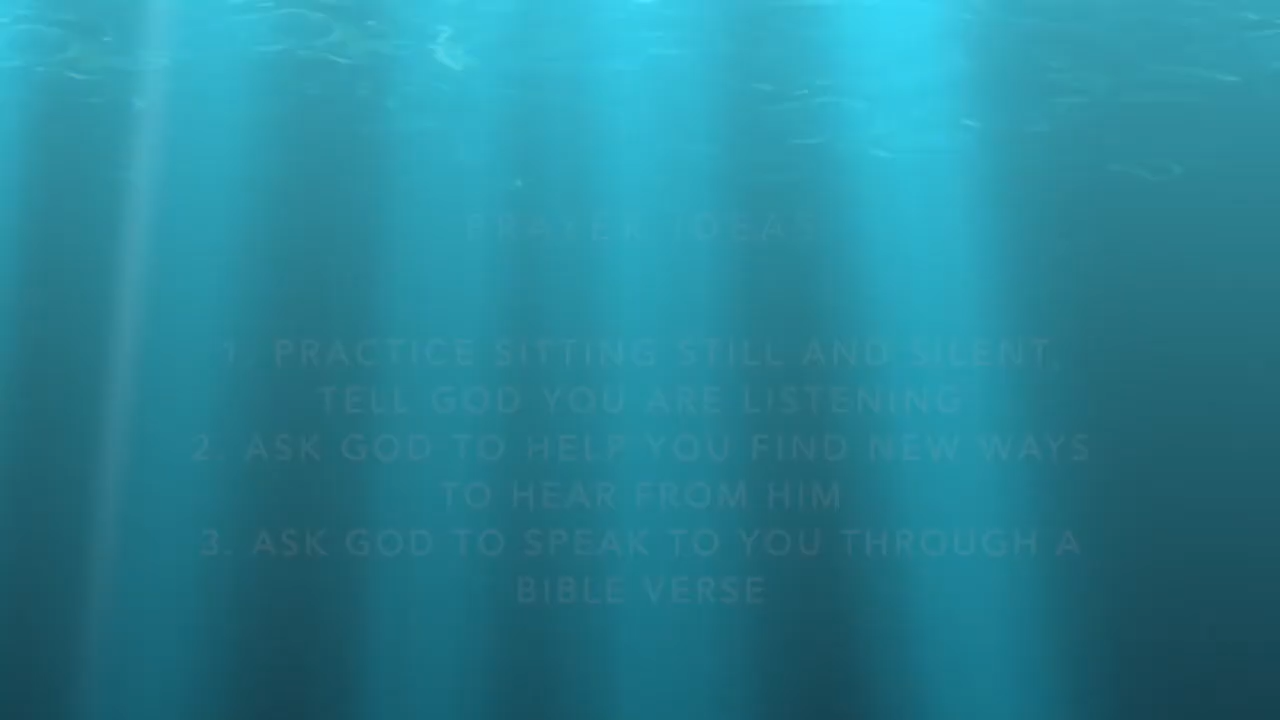 PRAYER IDEAS
1. PRACTICE SITTING STILL AND SILENT,
TELL GOD YOU ARE LISTENING
2. ASK GOD TO HELP YOU FIND NEW WAYS
TO HEAR FROM HIM
3. ASK GOD TO SPEAK TO YOU THROUGH A
BIBLE VERSE